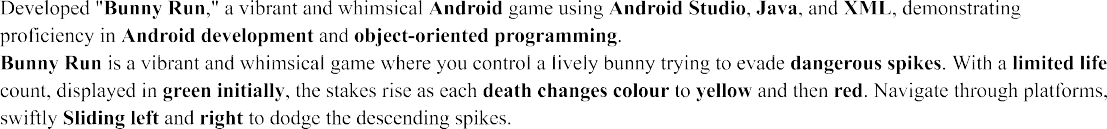 Developed "Bunny Run," a vibrant and whimsical Android game using Android Studio, Java, and XML, demonstrating
proficiency in Android development and object-oriented programming.
Bunny Run is a vibrant and whimsical game where you control a lively bunny trying to evade dangerous spikes. With a limited life
count, displayed in green initially, the stakes rise as each death changes colour to yellow and then red. Navigate through platforms,
swiftly Sliding left and right to dodge the descending spikes.